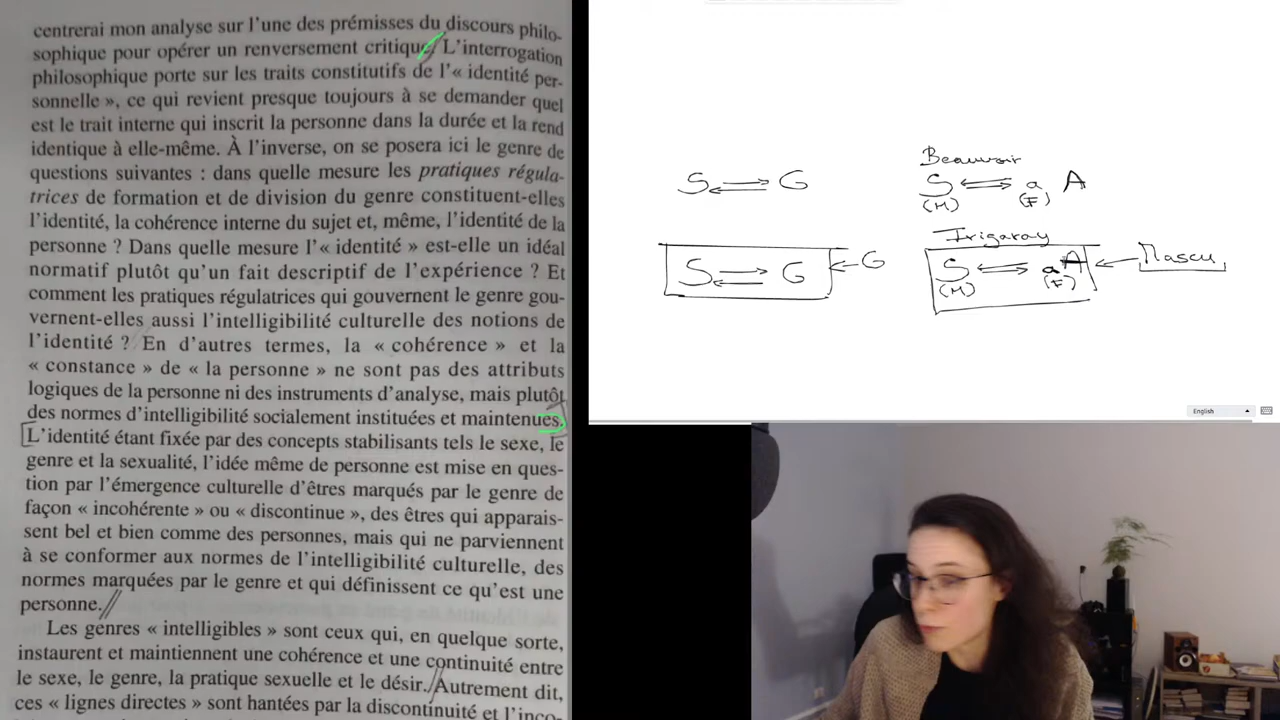 centrerai mon analyse sur l'une des prémisses du discours philo-
sophique pour opérer un renversement critique. L'interrogation
philosophique porte sur les traits constitutifs de l'« identité per-
sonnelle », ce qui revient presque toujours à se demander quel
est le trait interne qui inscrit la personne dans la durée et la rend
identique à elle-même. À l'inverse, on se posera ici le genre de
questions suivantes : dans quelle mesure les pratiques régula-
trices de formation et de division du genre constituent-elles
l'identité, la cohérence interne du sujet et, même, l'identité de la
personne ? Dans quelle mesure l'« identité » est-elle un idéal
normatif plutôt qu'un fait descriptif de l'expérience ? Et
comment les pratiques régulatrices qui gouvernent le genre gou-
vernent-elles aussi l'intelligibilité culturelle des notions de
l'identité ? En d'autres termes, la « cohérence » et la
« constance » de « la personne » ne sont pas des attributs
logiques de la personne ni des instruments d'analyse, mais plutôt
des normes d'intelligibilité socialement instituées et maintenues.
L'identité étant fixée par des concepts stabilisants tels le sexe, le
genre et la sexualité, l'idée même de personne est mise en ques-
tion par l'émergence culturelle d'êtres marqués par le genre de
façon « incohérente » ou « discontinue », des êtres qui apparais-
sent bel et bien comme des personnes, mais qui ne parviennent
à se conformer aux normes de l'intelligibilité culturelle, des
normes marquées par le genre et qui définissent ce qu'est une
personne.
Les genres « intelligibles » sont ceux qui, en quelque sorte,
instaurent et maintiennent une cohérence et une continuité entre
le sexe, le genre, la pratique sexuelle et le désir. Autrement dit,
ces « lignes directes » sont hantées par la discontinuité et l'inco-
S ⇄ G
Beauvoir
S ⇄ a A
(M) (F)
S ⇄ G ← G
Irigaray
S ⇄ a A ← Mascu
(M) (F)
English